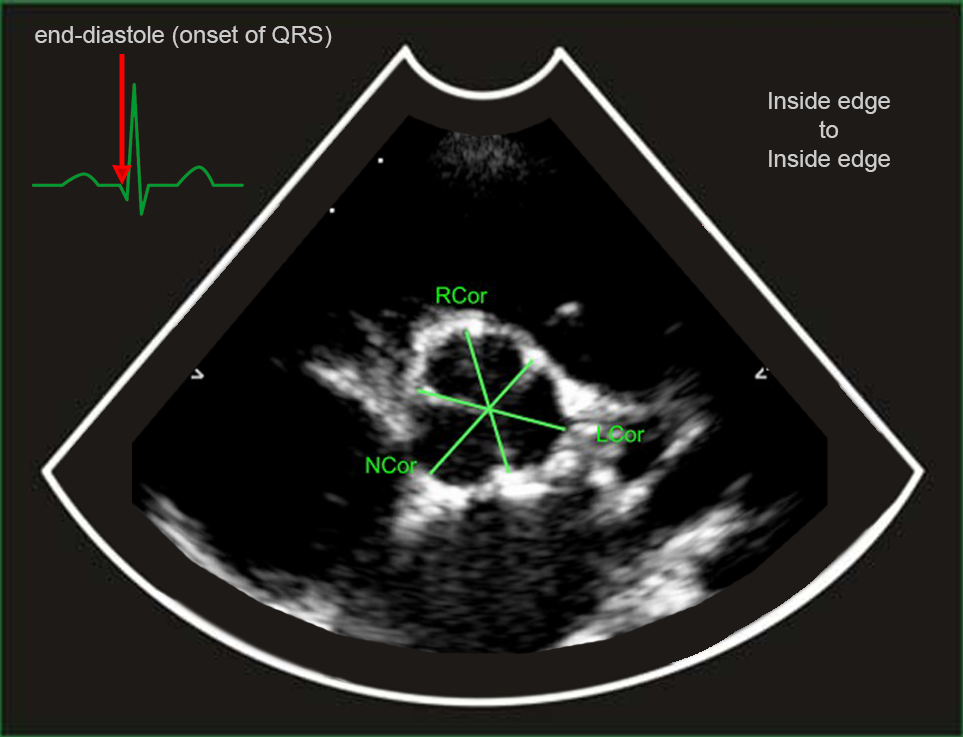 end-diastole (onset of QRS)
Inside edge
to
Inside edge
RCor
LCor
NCor